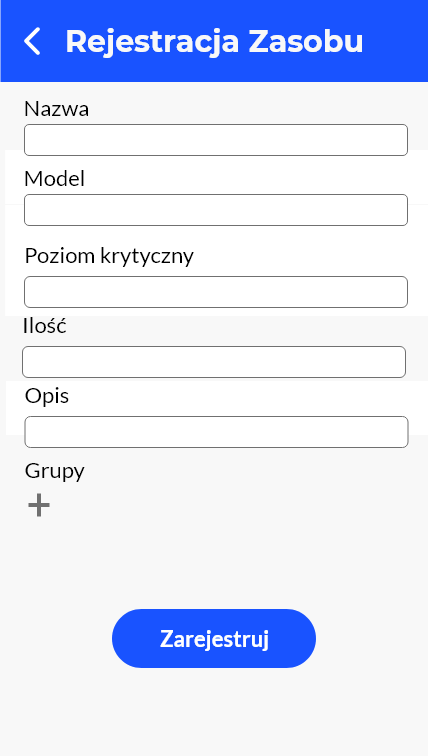 Rejestracja Zasobu
Nazwa
Model
Poziom krytyczny
Ilość
Opis
Grupy
Zarejestruj